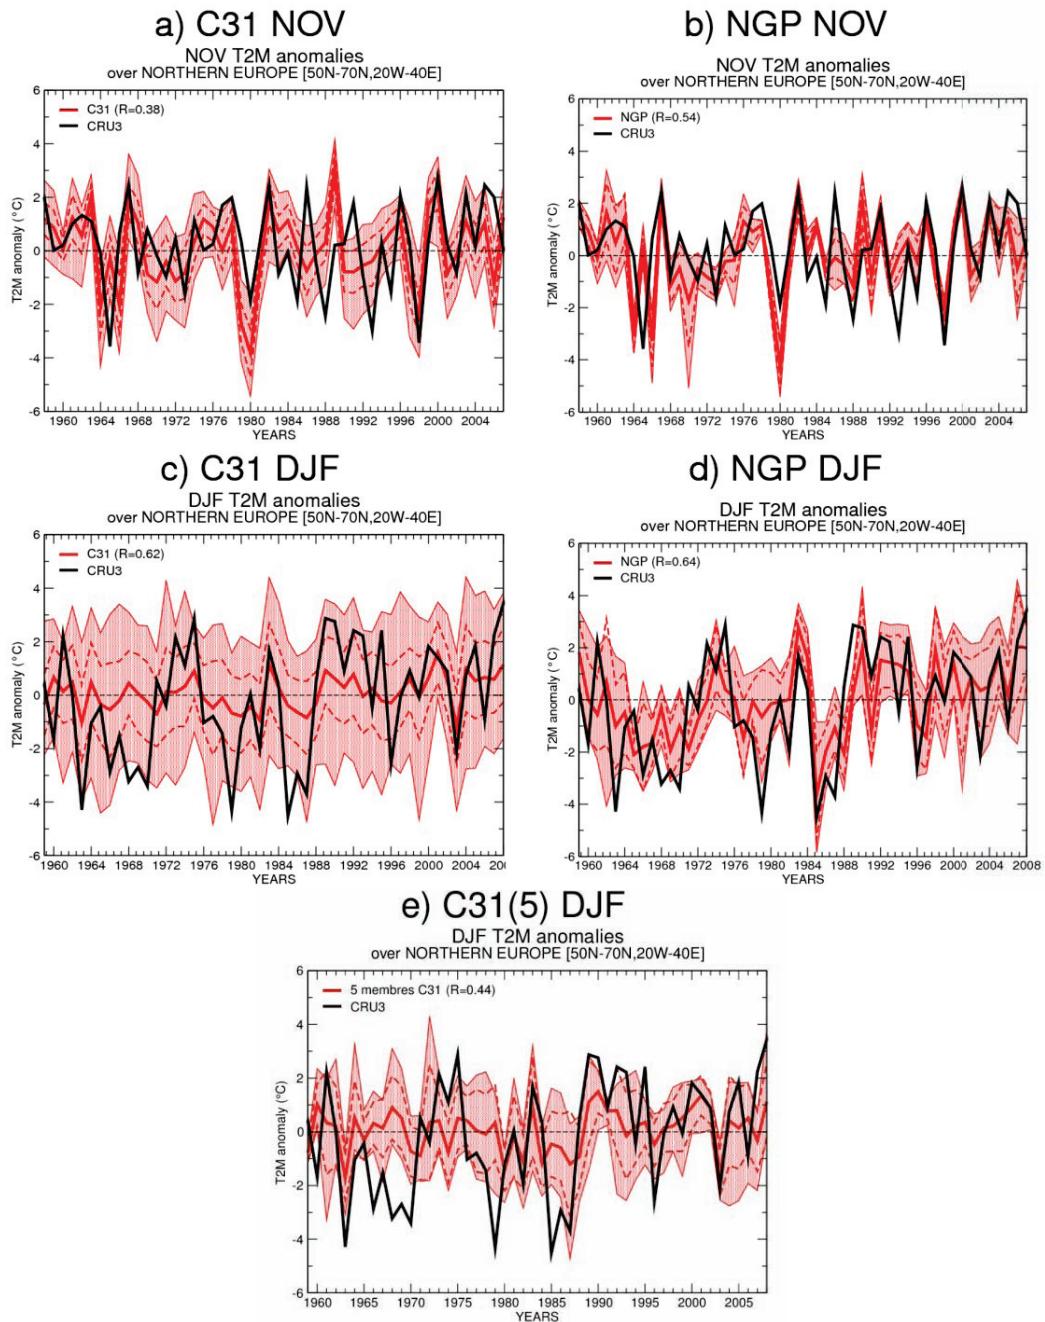 a) C31 NOV
NOV T2M anomalies
over NORTHERN EUROPE [50N-70N,20W-40E]
C31 (R=0.38)
CRU3
T2M anomaly (°C)
6
4
2
0
-2
-4
-6
1960 1964 1968 1972 1976 1980 1984 1988 1992 1996 2000 2004
YEARS
b) NGP NOV
NOV T2M anomalies
over NORTHERN EUROPE [50N-70N,20W-40E]
NGP (R=0.54)
CRU3
T2M anomaly (°C)
6
4
2
0
-2
-4
-6
1960 1964 1968 1972 1976 1980 1984 1988 1992 1996 2000 2004
YEARS
c) C31 DJF
DJF T2M anomalies
over NORTHERN EUROPE [50N-70N,20W-40E]
C31 (R=0.62)
CRU3
T2M anomaly (°C)
6
4
2
0
-2
-4
-6
1960 1964 1968 1972 1976 1980 1984 1988 1992 1996 2000 2004 20
YEARS
d) NGP DJF
DJF T2M anomalies
over NORTHERN EUROPE [50N-70N,20W-40E]
NGP (R=0.64)
CRU3
T2M anomaly (°C)
6
4
2
0
-2
-4
-6
1960 1964 1968 1972 1976 1980 1984 1988 1992 1996 2000 2004 2008
YEARS
e) C31(5) DJF
DJF T2M anomalies
over NORTHERN EUROPE [50N-70N,20W-40E]
5 membres C31 (R=0.44)
CRU3
T2M anomaly (°C)
6
4
2
0
-2
-4
-6
1960 1965 1970 1975 1980 1985 1990 1995 2000 2005
YEARS